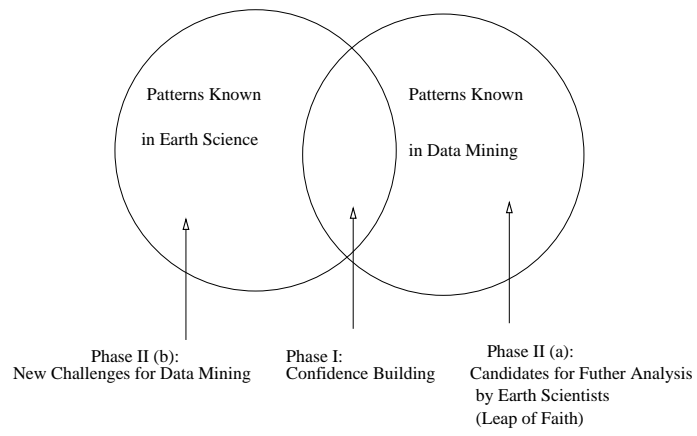 Patterns Known
in Earth Science
Patterns Known
in Data Mining
Phase II (b):
New Challenges for Data Mining
Phase I:
Confidence Building
Phase II (a):
Candidates for Futher Analysis
by Earth Scientists
(Leap of Faith)